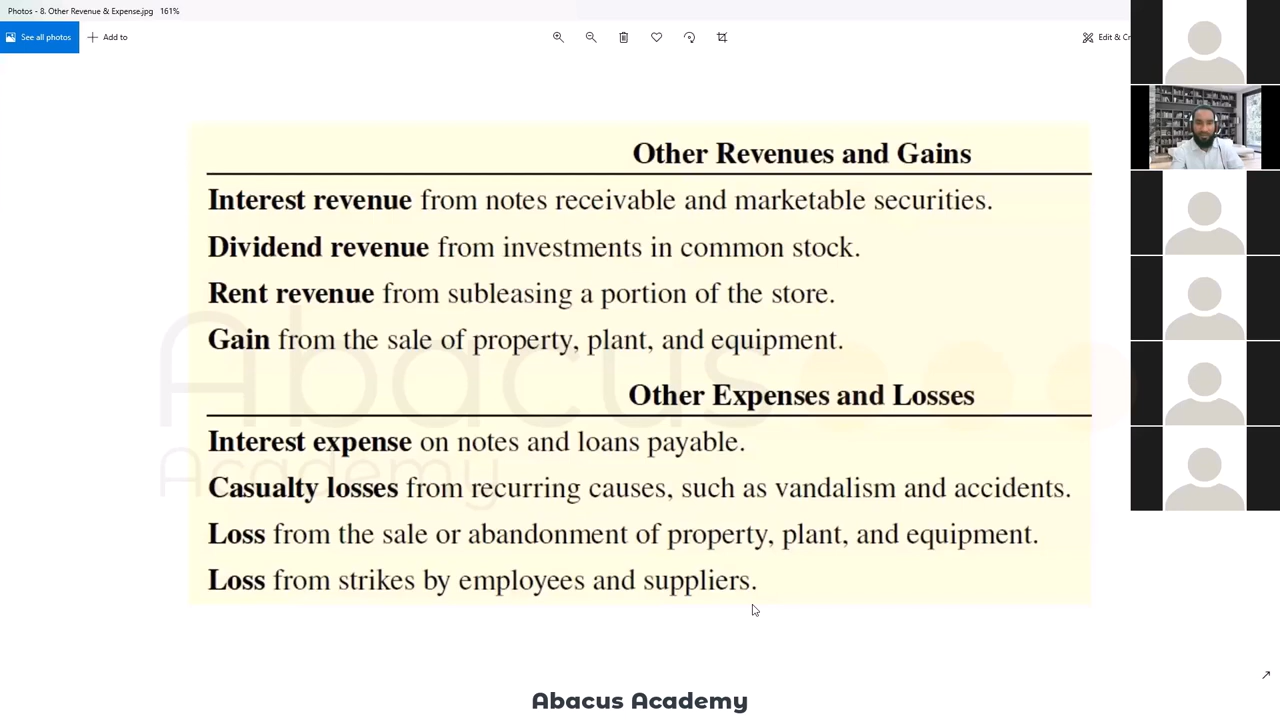 Photos - 8. Other Revenue & Expense.jpg 161%
See all photos
Add to
Edit & Cr
Other Revenues and Gains
Interest revenue from notes receivable and marketable securities.
Dividend revenue from investments in common stock.
Rent revenue from subleasing a portion of the store.
Gain from the sale of property, plant, and equipment.
Other Expenses and Losses
Interest expense on notes and loans payable.
Casualty losses from recurring causes, such as vandalism and accidents.
Loss from the sale or abandonment of property, plant, and equipment.
Loss from strikes by employees and suppliers.
Abacus
Academy
Abacus Academy